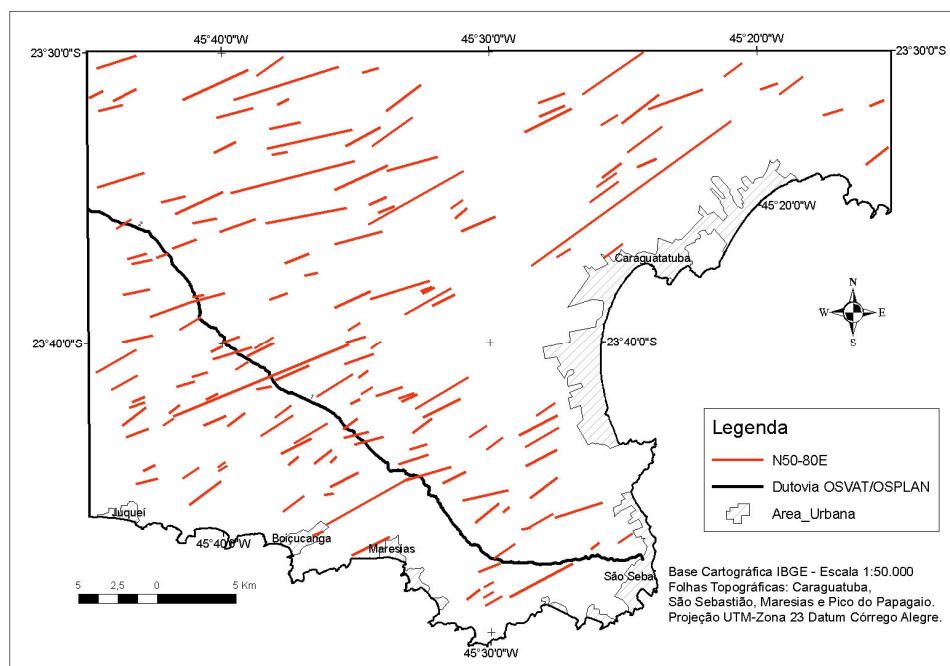 45°40'0"W
45°30'0"W
45°20'0"W
23°30'0"S
23°30'0"S
45°20'0"W
Caraguatatuba
N
W
E
S
23°40'0"S
23°40'0"S
Legenda
N50-80E
Dutovia OSVAT/OSPLAN
Area_Urbana
Juqueí
45°40'0"W
Boiçucanga
Maresias
São Sebas
5 2,5 0 5 Km
45°30'0"W
Base Cartográfica IBGE - Escala 1:50.000
Folhas Topográficas: Caraguatuba,
São Sebastião, Maresias e Pico do Papagaio.
Projeção UTM-Zona 23 Datum Córrego Alegre.